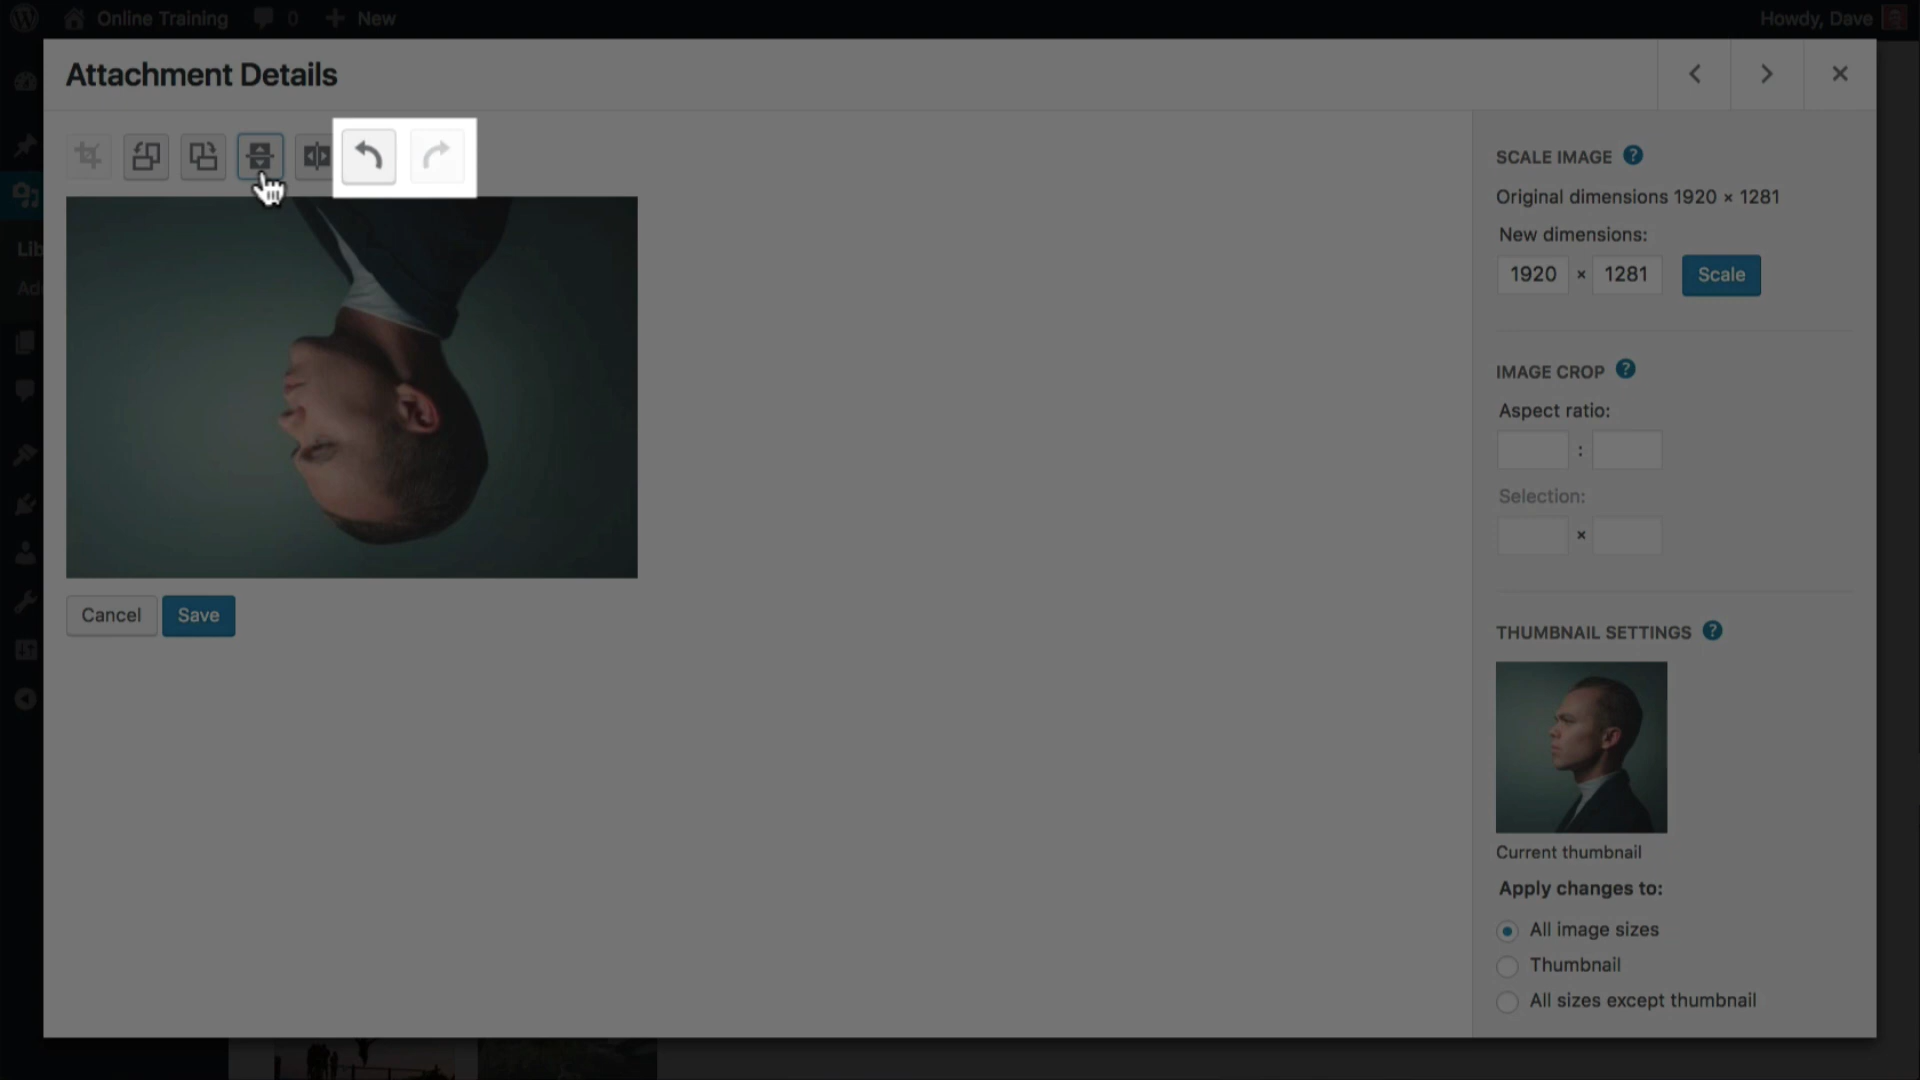 Online Training 0 New Howdy, Dave
Attachment Details
Lib
Ad
SCALE IMAGE ?
Original dimensions 1920 × 1281
New dimensions:
1920 × 1281 Scale
IMAGE CROP ?
Aspect ratio:
:
Selection:
×
Cancel Save
THUMBNAIL SETTINGS ?
Current thumbnail
Apply changes to:
All image sizes
Thumbnail
All sizes except thumbnail